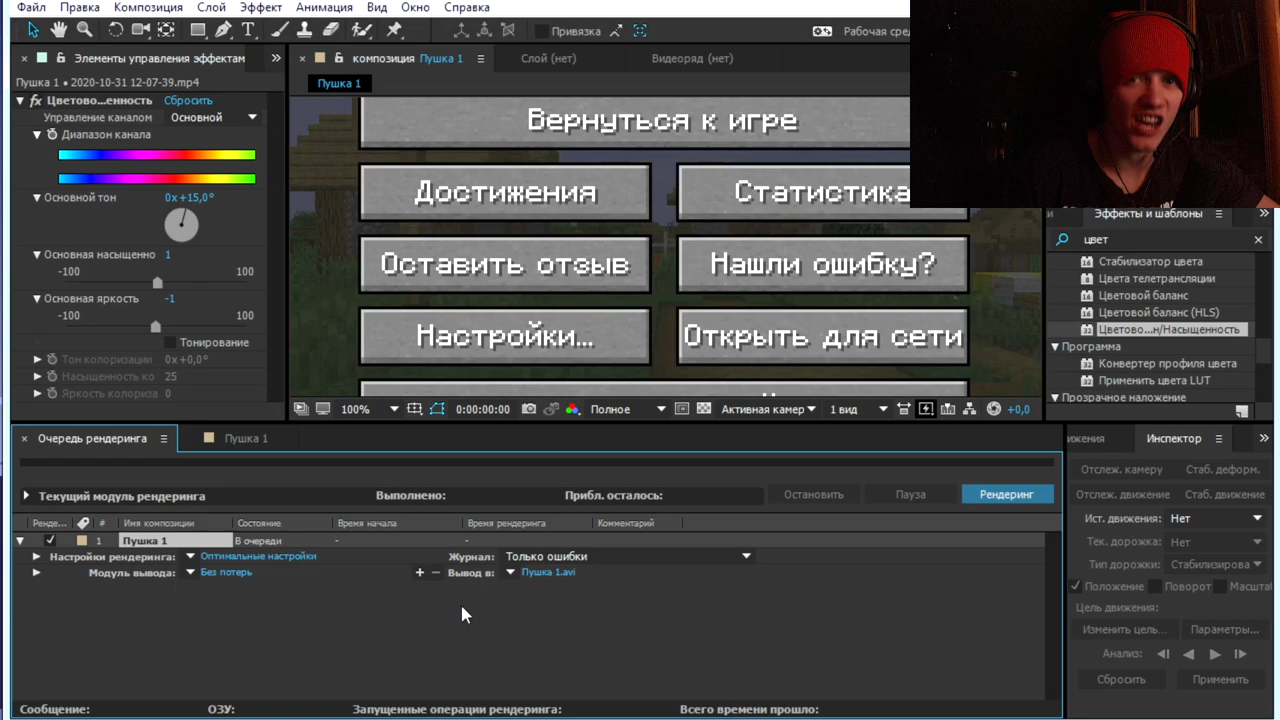 Файл Правка Композиция Слой Эффект Анимация Вид Окно Справка
Привязка
Рабочая сре
× Элементы управления эффектам »
× композиция Пушка 1 Слой (нет) Видеоряд (нет)
Пушка 1 • 2020-10-31 12-07-39.mp4
Пушка 1
fx Цветово...енность Сбросить
Управление каналом Основной
Диапазон канала
Основной тон 0x+15,0°
Основная насыщенно 1
-100 100
Основная яркость -1
-100 100
Тонирование
Тон колоризации 0x+0,0°
Насыщенность ко 25
Яркость колориза 0
Вернуться к игре
Достижения Статистика
Оставить отзыв Нашли ошибку?
Настройки... Открыть для сети
100% 0:00:00:00 Полное Активная камер 1 вид +0,0
и Эффекты и шаблоны »
цвет ×
Стабилизатор цвета
Цвета телетрансляции
Цветовой баланс
Цветовой баланс (HLS)
Цветово...н/Насыщенность
Программа
Конвертер профиля цвета
Применить цвета LUT
Прозрачное наложение
× Очередь рендеринга Пушка 1
Текущий модуль рендеринга Выполнено: Прибл. осталось: Остановить Пауза Рендеринг
Ренде... # Имя композиции Состояние Время начала Время рендеринга Комментарий
1 Пушка 1 В очереди - -
Настройки рендеринга: Оптимальные настройки Журнал: Только ошибки
Модуль вывода: Без потерь + − Вывод в: Пушка 1.avi
Сообщение: ОЗУ: Запущенные операции рендеринга: Всего времени прошло:
ижения Инспектор »
Отслеж. камеру Стаб. деформ.
Отслеж. движение Стаб. движение
Ист. движения: Нет
Тек. дорожка: Нет
Тип дорожки: Стабилизирова
Положение Поворот Масшта
Цель движения:
Изменить цель... Параметры...
Анализ:
Сбросить Применить